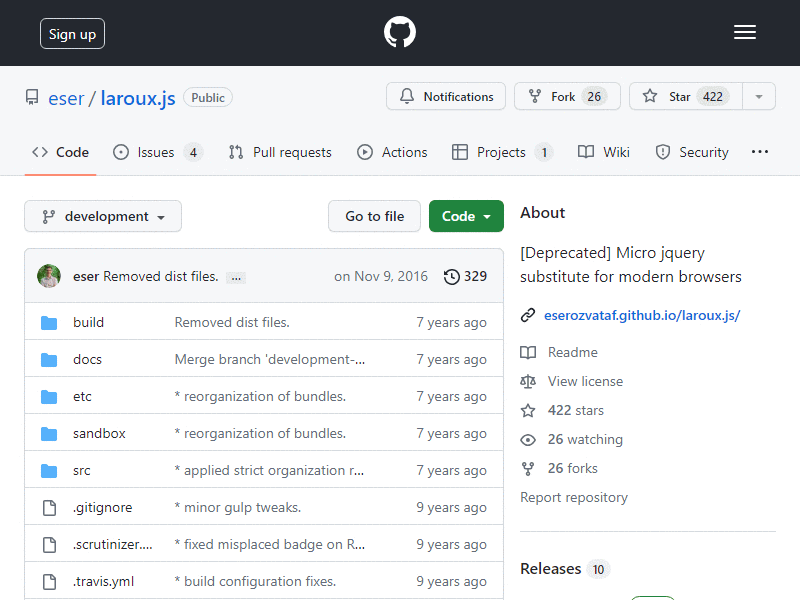 Sign up
eser / laroux.js Public
Notifications
Fork 26
Star 422
Code
Issues 4
Pull requests
Actions
Projects 1
Wiki
Security
development
Go to file
Code
eser Removed dist files. ...
on Nov 9, 2016
329
build Removed dist files. 7 years ago
docs Merge branch 'development-... 7 years ago
etc * reorganization of bundles. 7 years ago
sandbox * reorganization of bundles. 7 years ago
src * applied strict organization r... 7 years ago
.gitignore * minor gulp tweaks. 9 years ago
.scrutinizer.... * fixed misplaced badge on R... 9 years ago
.travis.yml * build configuration fixes. 9 years ago
About
[Deprecated] Micro jquery
substitute for modern browsers
eserozvataf.github.io/laroux.js/
Readme
View license
422 stars
26 watching
26 forks
Report repository
Releases 10